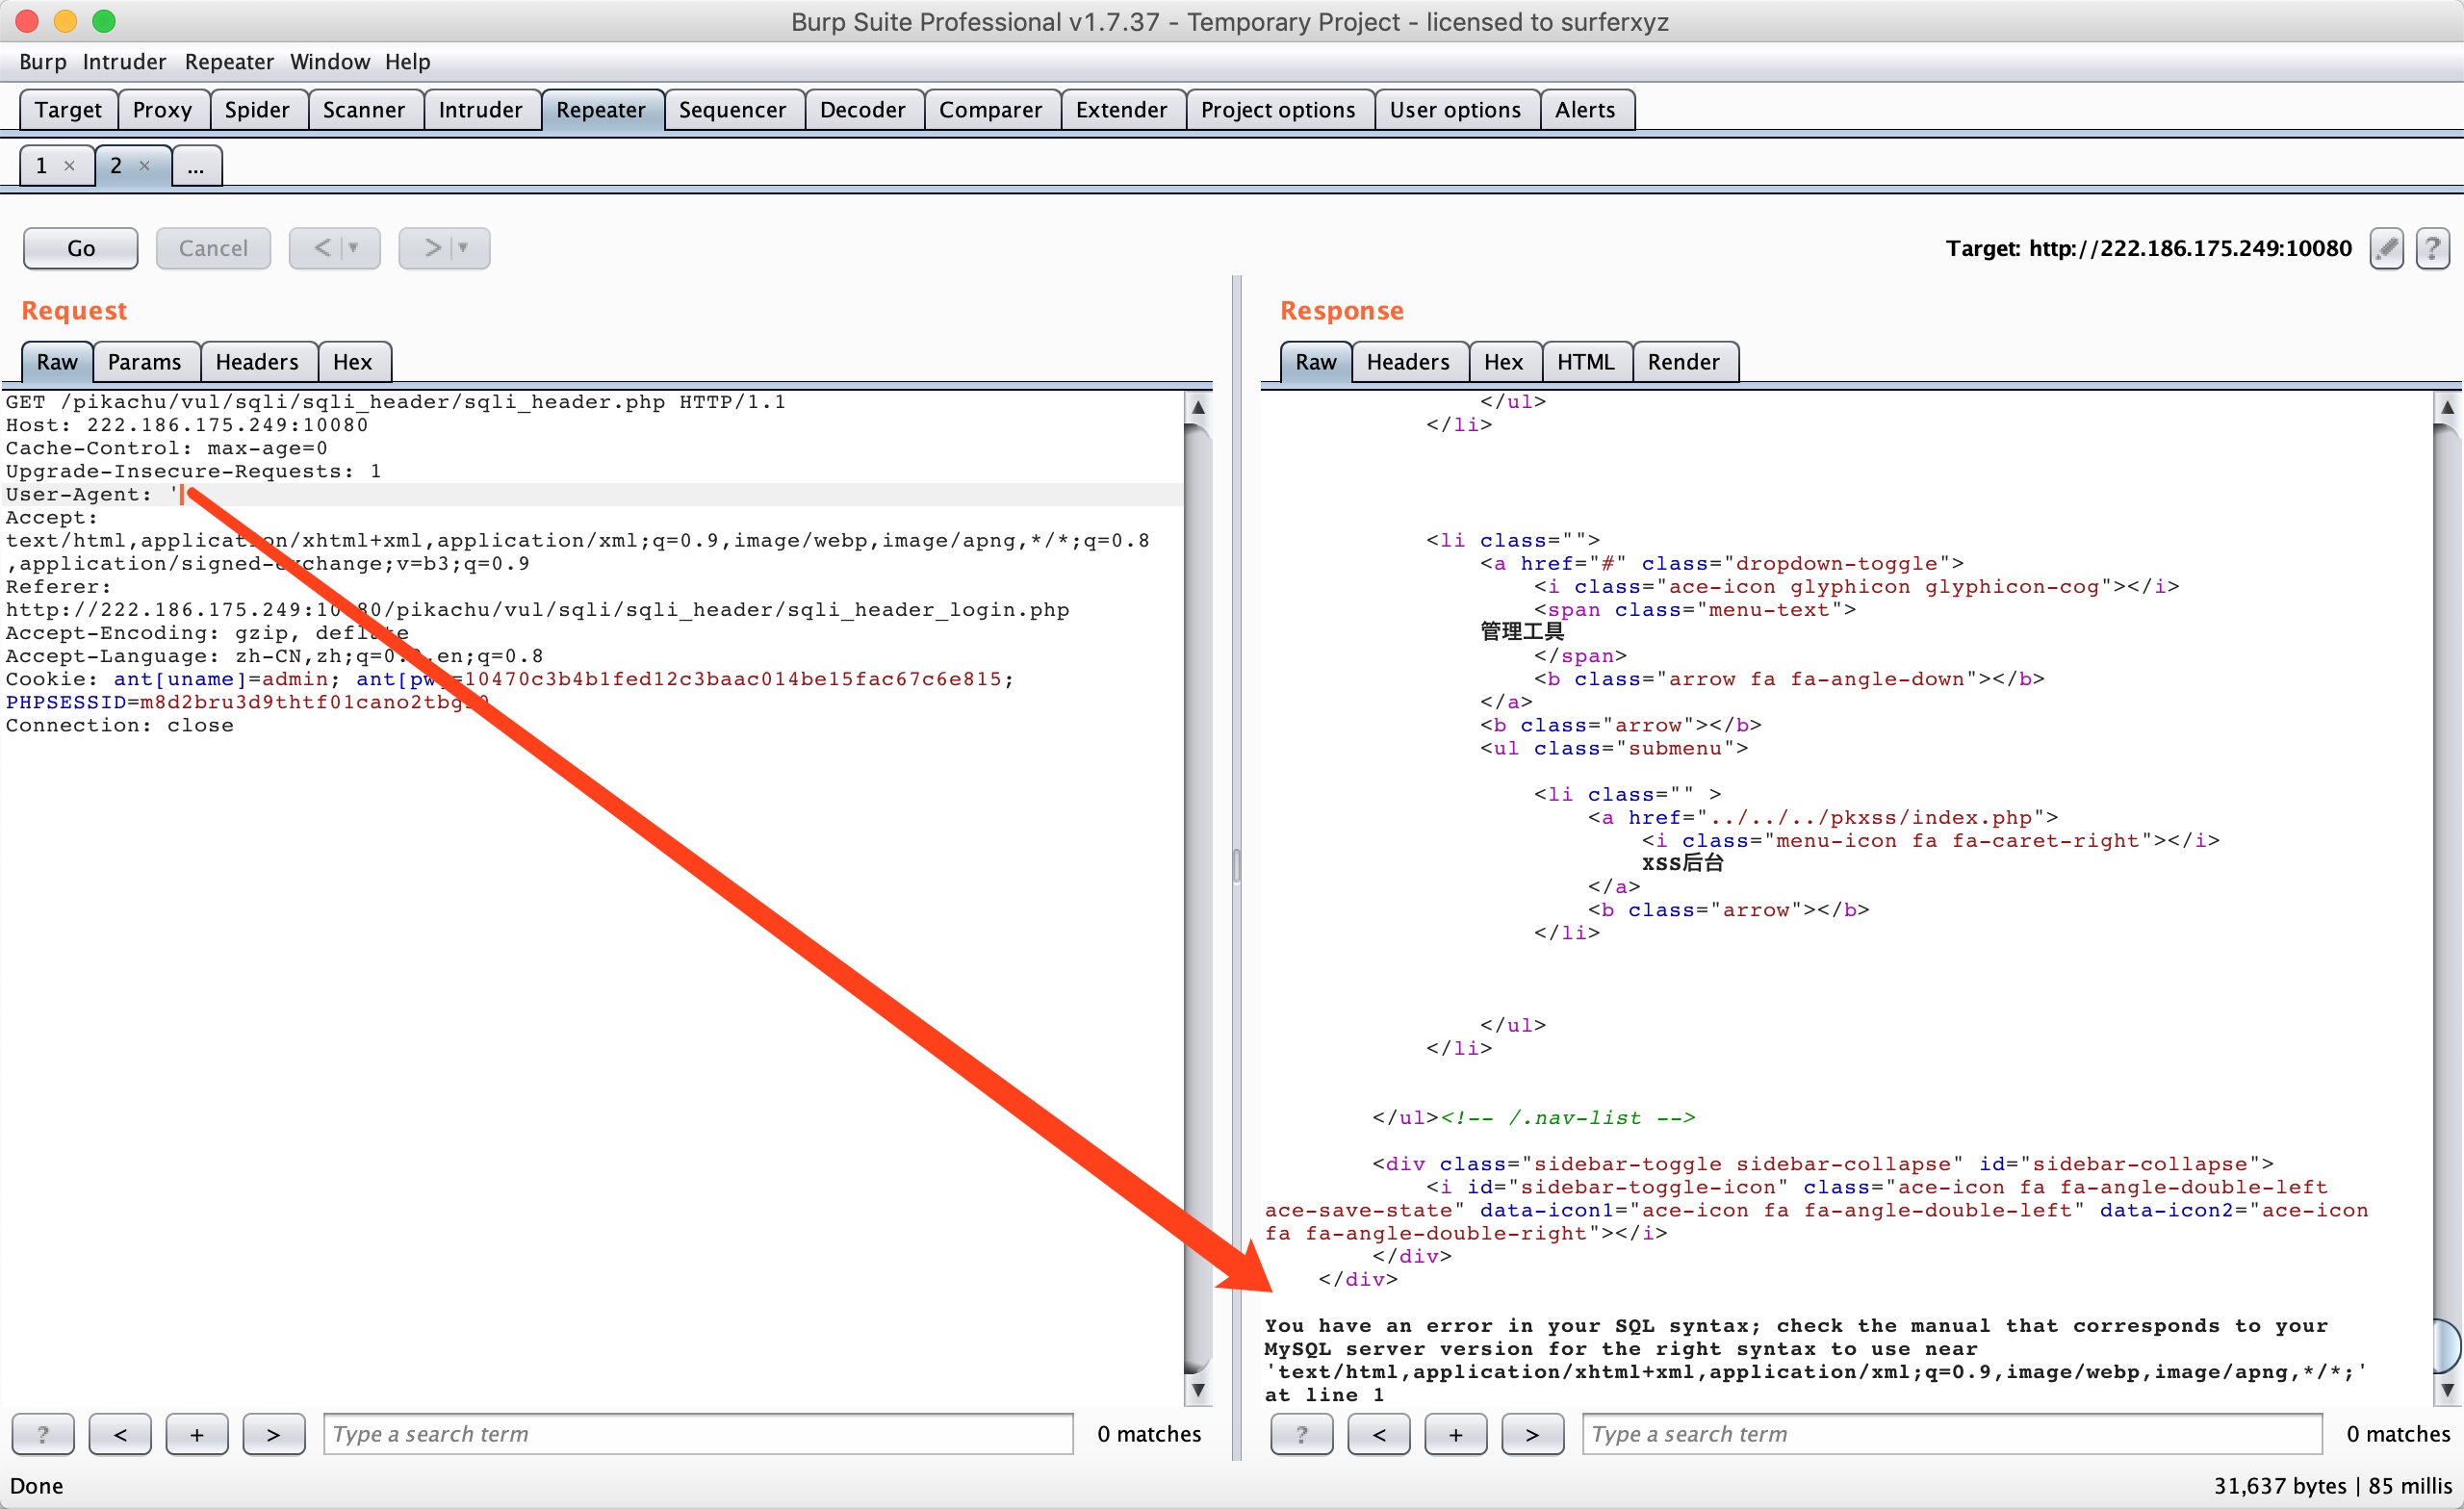 Burp Suite Professional v1.7.37 - Temporary Project - licensed to surferxyz
Burp Intruder Repeater Window Help
Target Proxy Spider Scanner Intruder Repeater Sequencer Decoder Comparer Extender Project options User options Alerts
1 × 2 × ...
Go Cancel < > Target: http://222.186.175.249:10080 ?
Request
Raw Params Headers Hex
GET /pikachu/vul/sqli/sqli_header/sqli_header.php HTTP/1.1
Host: 222.186.175.249:10080
Cache-Control: max-age=0
Upgrade-Insecure-Requests: 1
User-Agent: '
Accept:
text/html,application/xhtml+xml,application/xml;q=0.9,image/webp,image/apng,*/*;q=0.8
,application/signed-exchange;v=b3;q=0.9
Referer:
http://222.186.175.249:10080/pikachu/vul/sqli/sqli_header/sqli_header_login.php
Accept-Encoding: gzip, deflate
Accept-Language: zh-CN,zh;q=0.9,en;q=0.8
Cookie: ant[uname]=admin; ant[pw]=10470c3b4b1fed12c3baac014be15fac67c6e815;
Connection: close
? < + > Type a search term 0 matches
Response
Raw Headers Hex HTML Render
</ul>
</li>
<li class="">
<a href="#" class="dropdown-toggle">
<i class="ace-icon glyphicon glyphicon-cog"></i>
<span class="menu-text">
管理工具
</span>
<b class="arrow fa fa-angle-down"></b>
</a>
<b class="arrow"></b>
<ul class="submenu">
<li class="" >
<a href="../../../pkxss/index.php">
<i class="menu-icon fa fa-caret-right"></i>
xss后台
</a>
<b class="arrow"></b>
</li>
</ul>
</li>
</ul><!-- /.nav-list -->
<div class="sidebar-toggle sidebar-collapse" id="sidebar-collapse">
<i id="sidebar-toggle-icon" class="ace-icon fa fa-angle-double-left
ace-save-state" data-icon1="ace-icon fa fa-angle-double-left" data-icon2="ace-icon
fa fa-angle-double-right"></i>
</div>
</div>
You have an error in your SQL syntax; check the manual that corresponds to your
MySQL server version for the right syntax to use near
'text/html,application/xhtml+xml,application/xml;q=0.9,image/webp,image/apng,*/*;'
at line 1
? < + > Type a search term 0 matches
Done
31,637 bytes | 85 millis